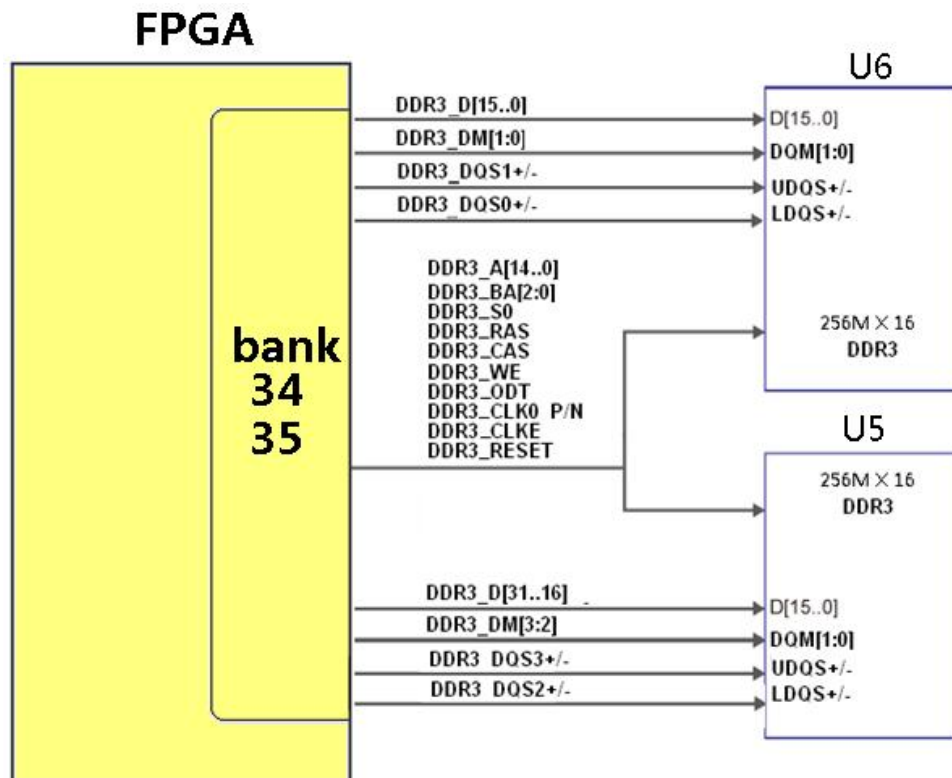 FPGA
U6
DDR3_D[15..0]
D[15..0]
DDR3_DM[1:0]
DQM[1:0]
DDR3_DQS1+/-
UDQS+/-
DDR3_DQS0+/-
LDQS+/-
DDR3_A[14..0]
DDR3_BA[2:0]
DDR3_S0
DDR3_RAS
DDR3_CAS
DDR3_WE
DDR3_ODT
DDR3_CLK0 P/N
DDR3_CLKE
DDR3_RESET
256M×16
DDR3
bank
34
35
U5
256M×16
DDR3
DDR3_D[31..16]
D[15..0]
DDR3_DM[3:2]
DQM[1:0]
DDR3 DQS3+/-
UDQS+/-
DDR3 DQS2+/-
LDQS+/-